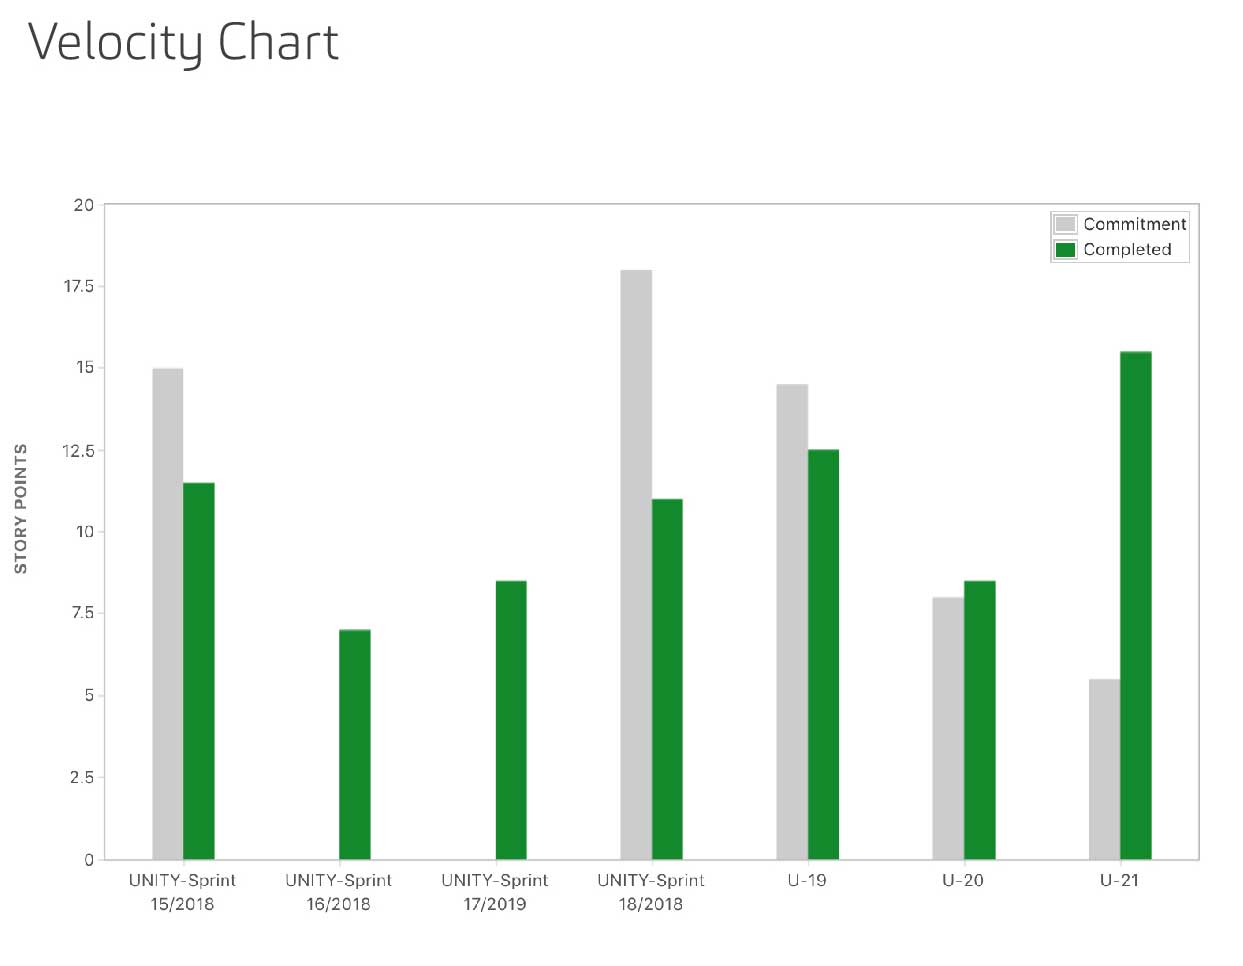 Velocity Chart
20
17.5
15
12.5
10
7.5
5
2.5
0
STORY POINTS
Commitment
Completed
UNITY-Sprint
15/2018
UNITY-Sprint
16/2018
UNITY-Sprint
17/2019
UNITY-Sprint
18/2018
U-19
U-20
U-21